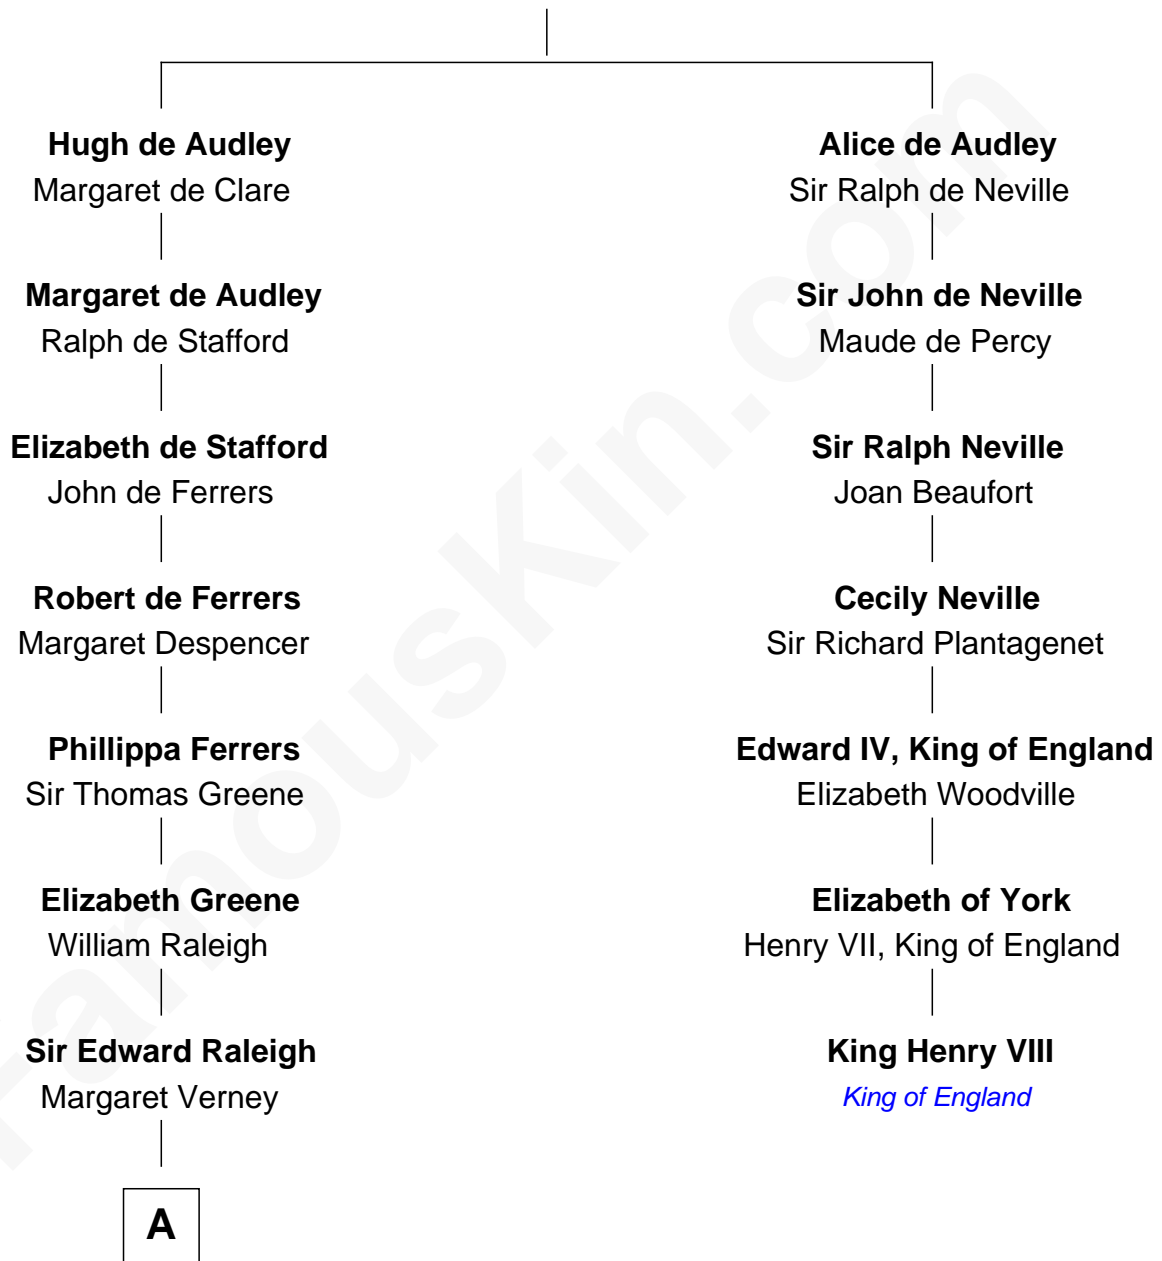 Hugh de Audley
Margaret de Clare
Margaret de Audley
Ralph de Stafford
Elizabeth de Stafford
John de Ferrers
Robert de Ferrers
Margaret Despencer
Phillippa Ferrers
Sir Thomas Greene
Elizabeth Greene
William Raleigh
Sir Edward Raleigh
Margaret Verney
A
Alice de Audley
Sir Ralph de Neville
Sir John de Neville
Maude de Percy
Sir Ralph Neville
Joan Beaufort
Cecily Neville
Sir Richard Plantagenet
Edward IV, King of England
Elizabeth Woodville
Elizabeth of York
Henry VII, King of England
King Henry VIII
King of England
FamousKin.com